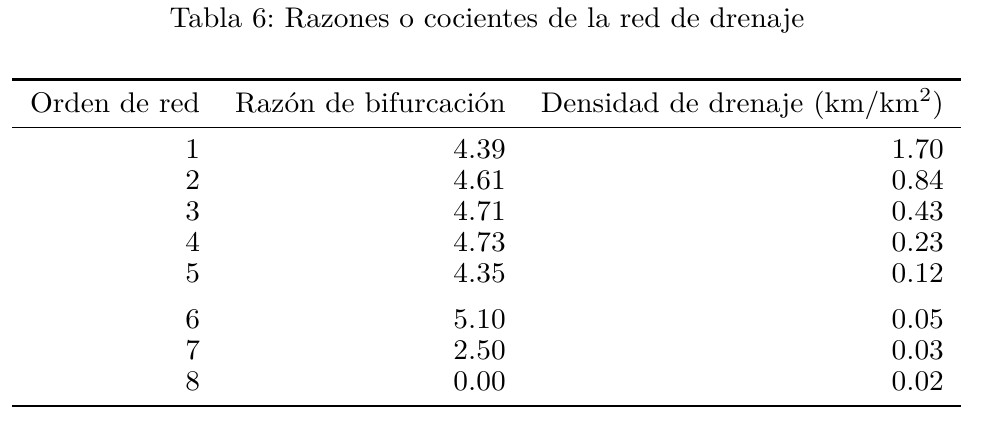 Tabla 6: Razones o cocientes de la red de drenaje
Orden de red Razón de bifurcación Densidad de drenaje (km/km²)
1 4.39 1.70
2 4.61 0.84
3 4.71 0.43
4 4.73 0.23
5 4.35 0.12
6 5.10 0.05
7 2.50 0.03
8 0.00 0.02